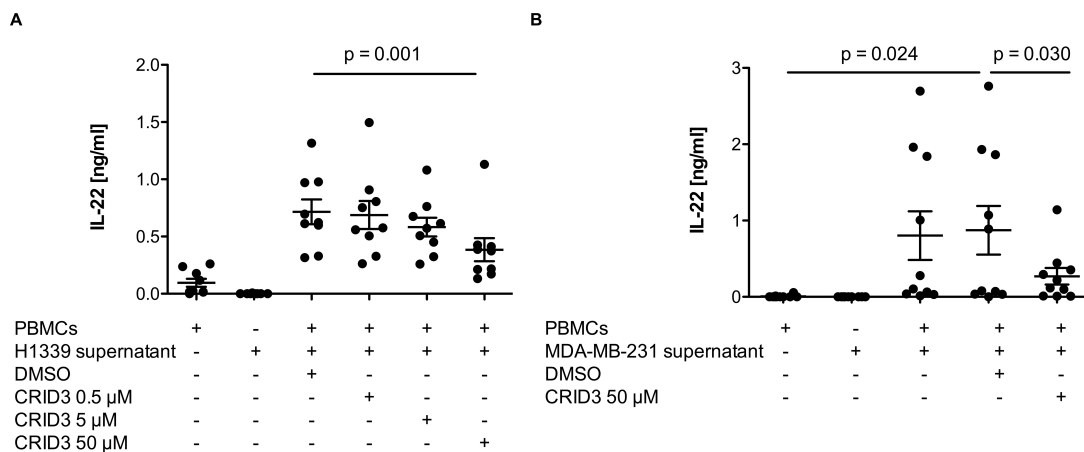 A
p = 0.001
2.0
1.5
1.0
0.5
0.0
IL-22 [ng/ml]
PBMCs + - + + + +
H1339 supernatant - + + + + +
DMSO - - + - - -
CRID3 0.5 µM - - - + - -
CRID3 5 µM - - - - + -
CRID3 50 µM - - - - - +
B
p = 0.024
p = 0.030
3
2
1
0
IL-22 [ng/ml]
PBMCs + - + + +
MDA-MB-231 supernatant - + + + +
DMSO - - - + -
CRID3 50 µM - - - - +